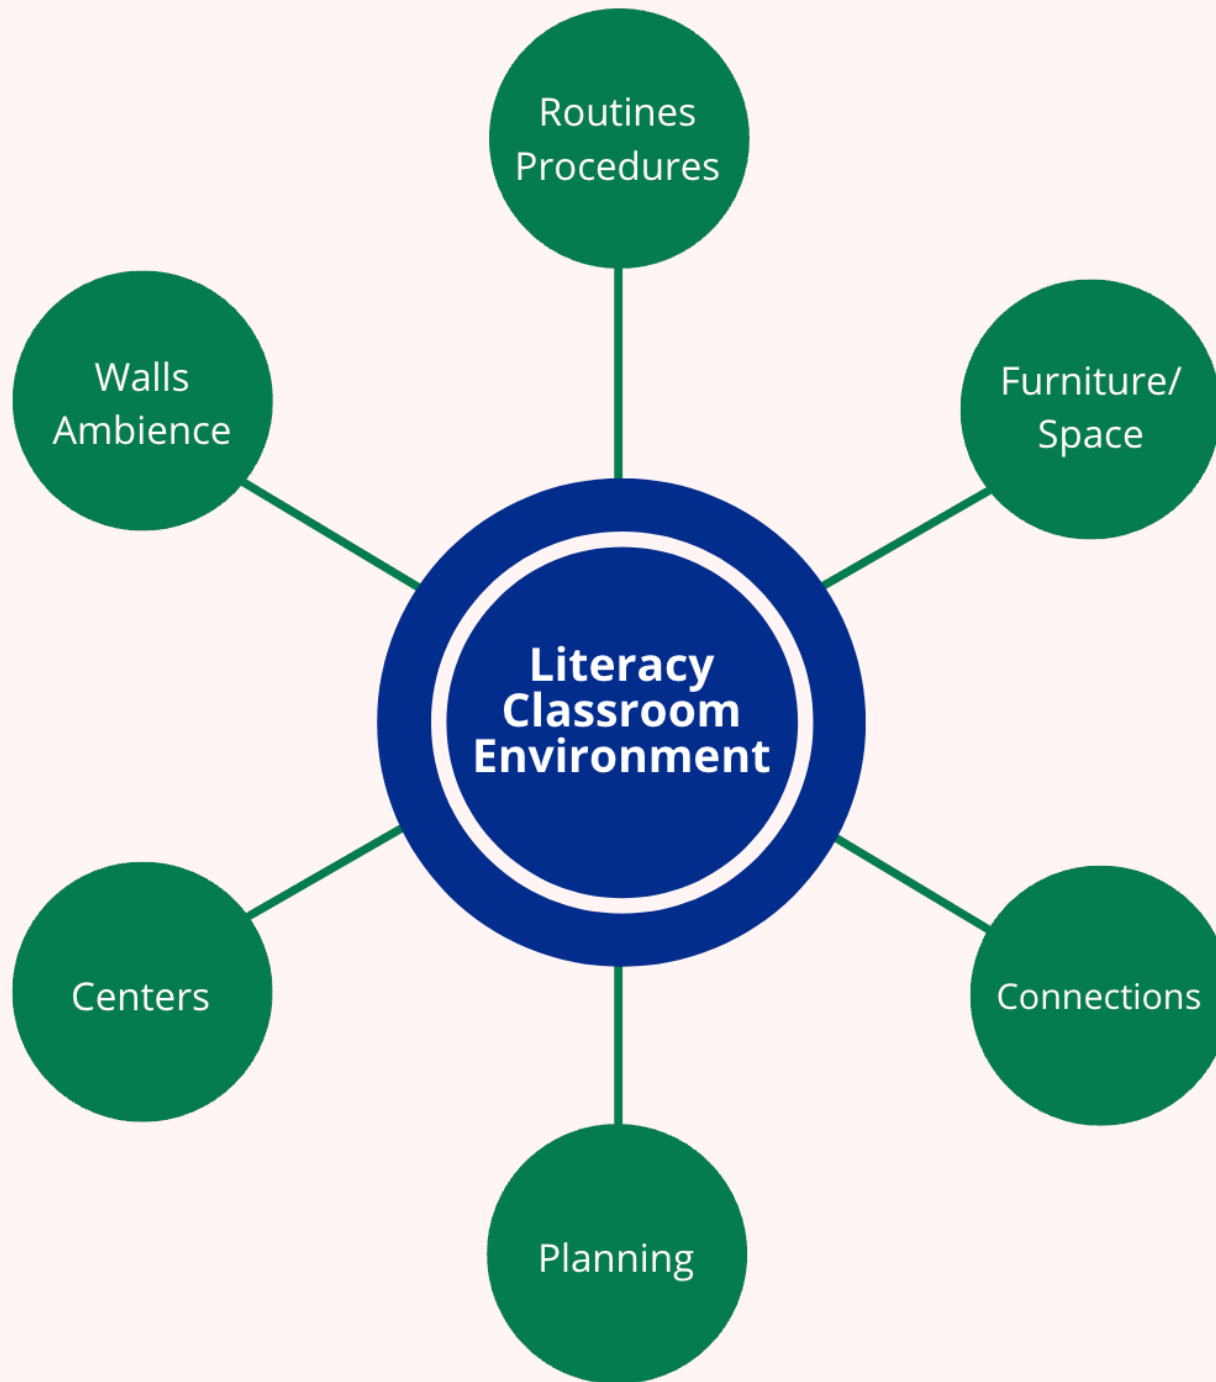 Routines
Procedures
Walls
Ambience
Furniture/
Space
Literacy
Classroom
Environment
Centers
Connections
Planning